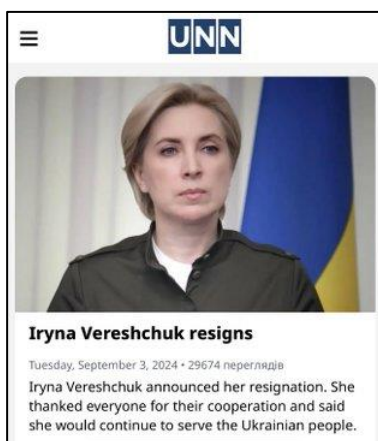 UNN
Iryna Vereshchuk resigns
Tuesday, September 3, 2024 • 29674 переглядів
Iryna Vereshchuk announced her resignation. She
thanked everyone for their cooperation and said
she would continue to serve the Ukrainian people.